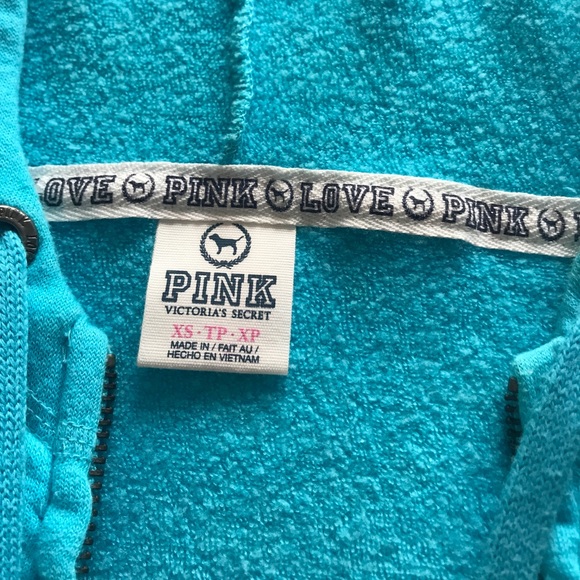 LOVE PINK LOVE PINK
PINK
VICTORIA'S SECRET
XS · TP · XP
MADE IN / FAIT AU /
HECHO EN VIETNAM